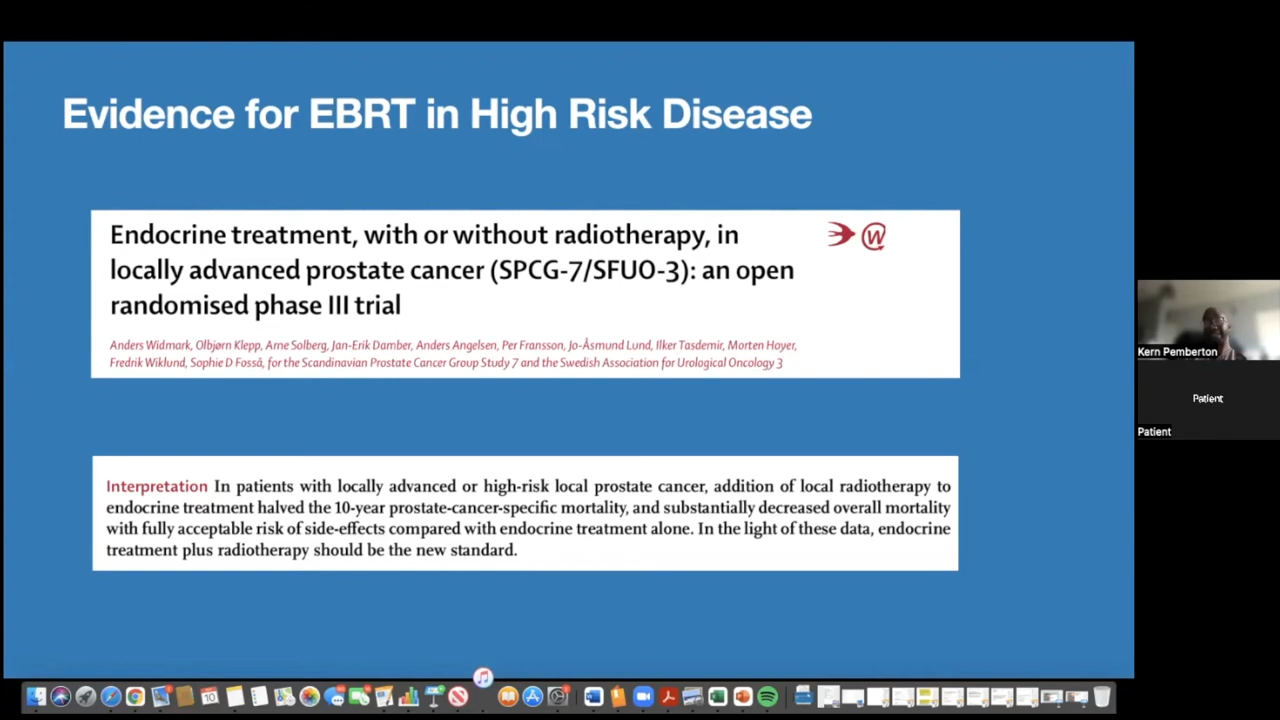 Evidence for EBRT in High Risk Disease
Endocrine treatment, with or without radiotherapy, in
locally advanced prostate cancer (SPCG-7/SFUO-3): an open
randomised phase III trial
Anders Widmark, Olbjørn Klepp, Arne Solberg, Jan-Erik Damber, Anders Angelsen, Per Fransson, Jo-Åsmund Lund, Ilker Tasdemir, Morten Hoyer,
Fredrik Wiklund, Sophie D Fosså, for the Scandinavian Prostate Cancer Group Study 7 and the Swedish Association for Urological Oncology 3
Interpretation In patients with locally advanced or high-risk local prostate cancer, addition of local radiotherapy to
endocrine treatment halved the 10-year prostate-cancer-specific mortality, and substantially decreased overall mortality
with fully acceptable risk of side-effects compared with endocrine treatment alone. In the light of these data, endocrine
treatment plus radiotherapy should be the new standard.
Kern Pemberton
Patient
Patient
10